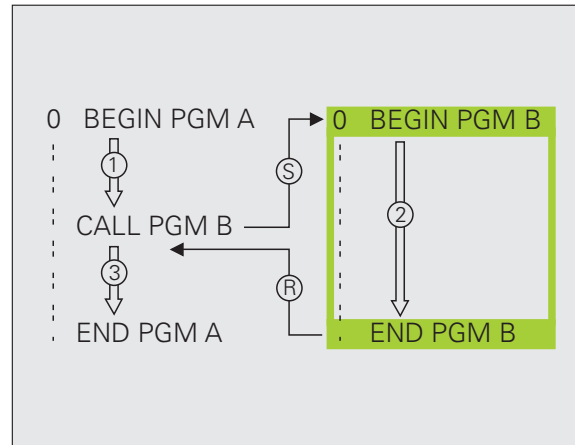 0 BEGIN PGM A
1
CALL PGM B
3
END PGM A
S
R
0 BEGIN PGM B
2
END PGM B